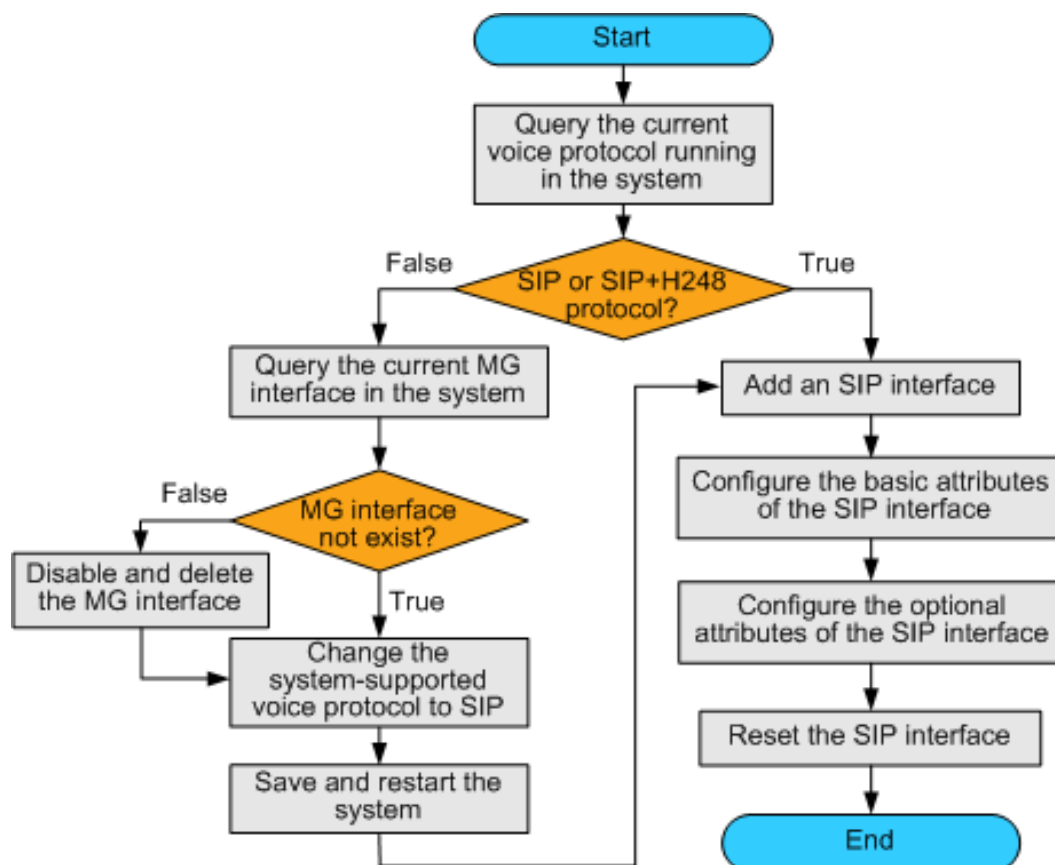 Start
Query the current
voice protocol running
in the system
False
True
SIP or SIP+H248
protocol?
Query the current MG
interface in the system
Add an SIP interface
False
MG interface
not exist?
Configure the basic attributes
of the SIP interface
Disable and delete
the MG interface
True
Configure the optional
attributes of the SIP interface
Change the
system-supported
voice protocol to SIP
Reset the SIP interface
Save and restart the
system
End